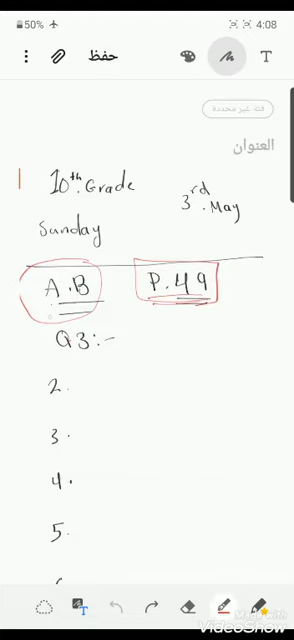 50% 4:08
حفظ T
فئة غير محددة
العنوان
10th. Grade
3rd. May
Sunday
A.B P.49
Q3:-
2.
3.
4.
5.
T
Made with
VideoShow